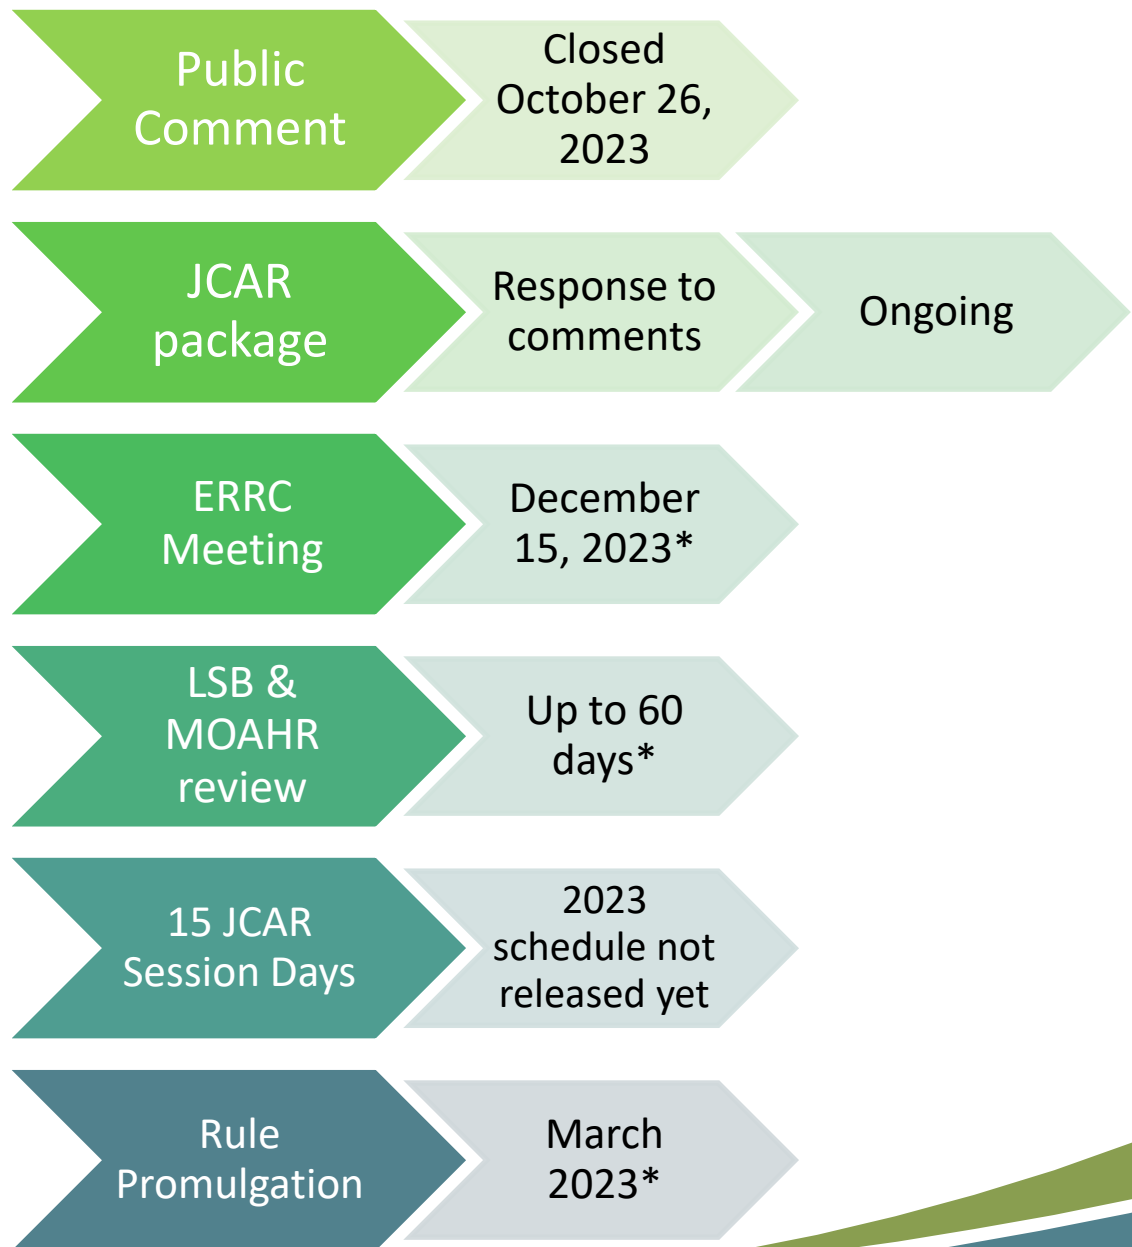 Public
Comment
Closed
October 26,
2023
JCAR
package
Response to
comments
Ongoing
ERRC
Meeting
December
15, 2023*
LSB &
MOAHR
review
Up to 60
days*
15 JCAR
Session Days
2023
schedule not
released yet
Rule
Promulgation
March
2023*